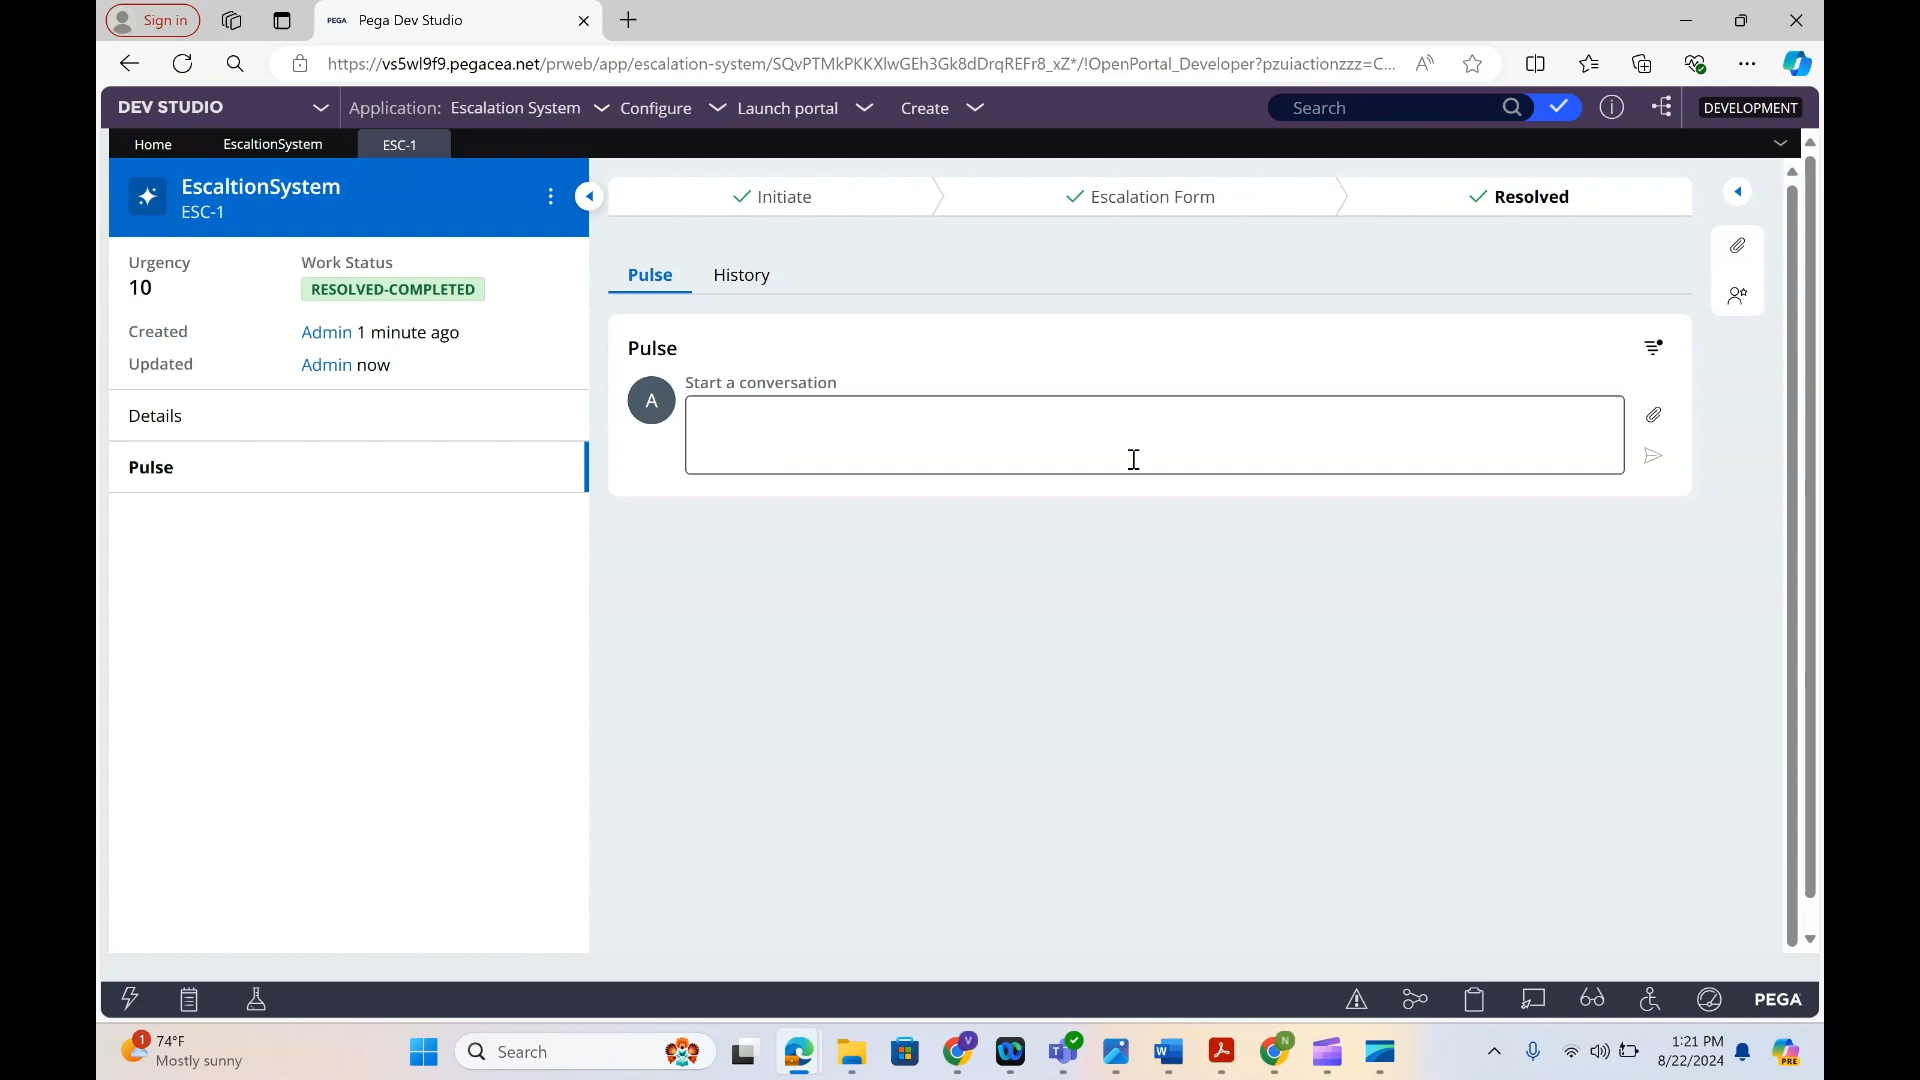 Sign in
PEGA Pega Dev Studio
https://vs5wl9f9.pegacea.net/prweb/app/escalation-system/SQvPTMkPKKXlwGEh3Gk8dDrqREFr8_xZ*/!OpenPortal_Developer?pzuiactionzzz=C...
DEV STUDIO Application: Escalation System Configure Launch portal Create Search DEVELOPMENT
Home EscaltionSystem ESC-1
EscaltionSystem
ESC-1
Initiate Escalation Form Resolved
Urgency Work Status
10 RESOLVED-COMPLETED
Created Admin 1 minute ago
Updated Admin now
Details
Pulse
Pulse History
Pulse
Start a conversation
A
PEGA
1 74°F
Mostly sunny
Search
V
T
W
N
1:21 PM
8/22/2024
PRE